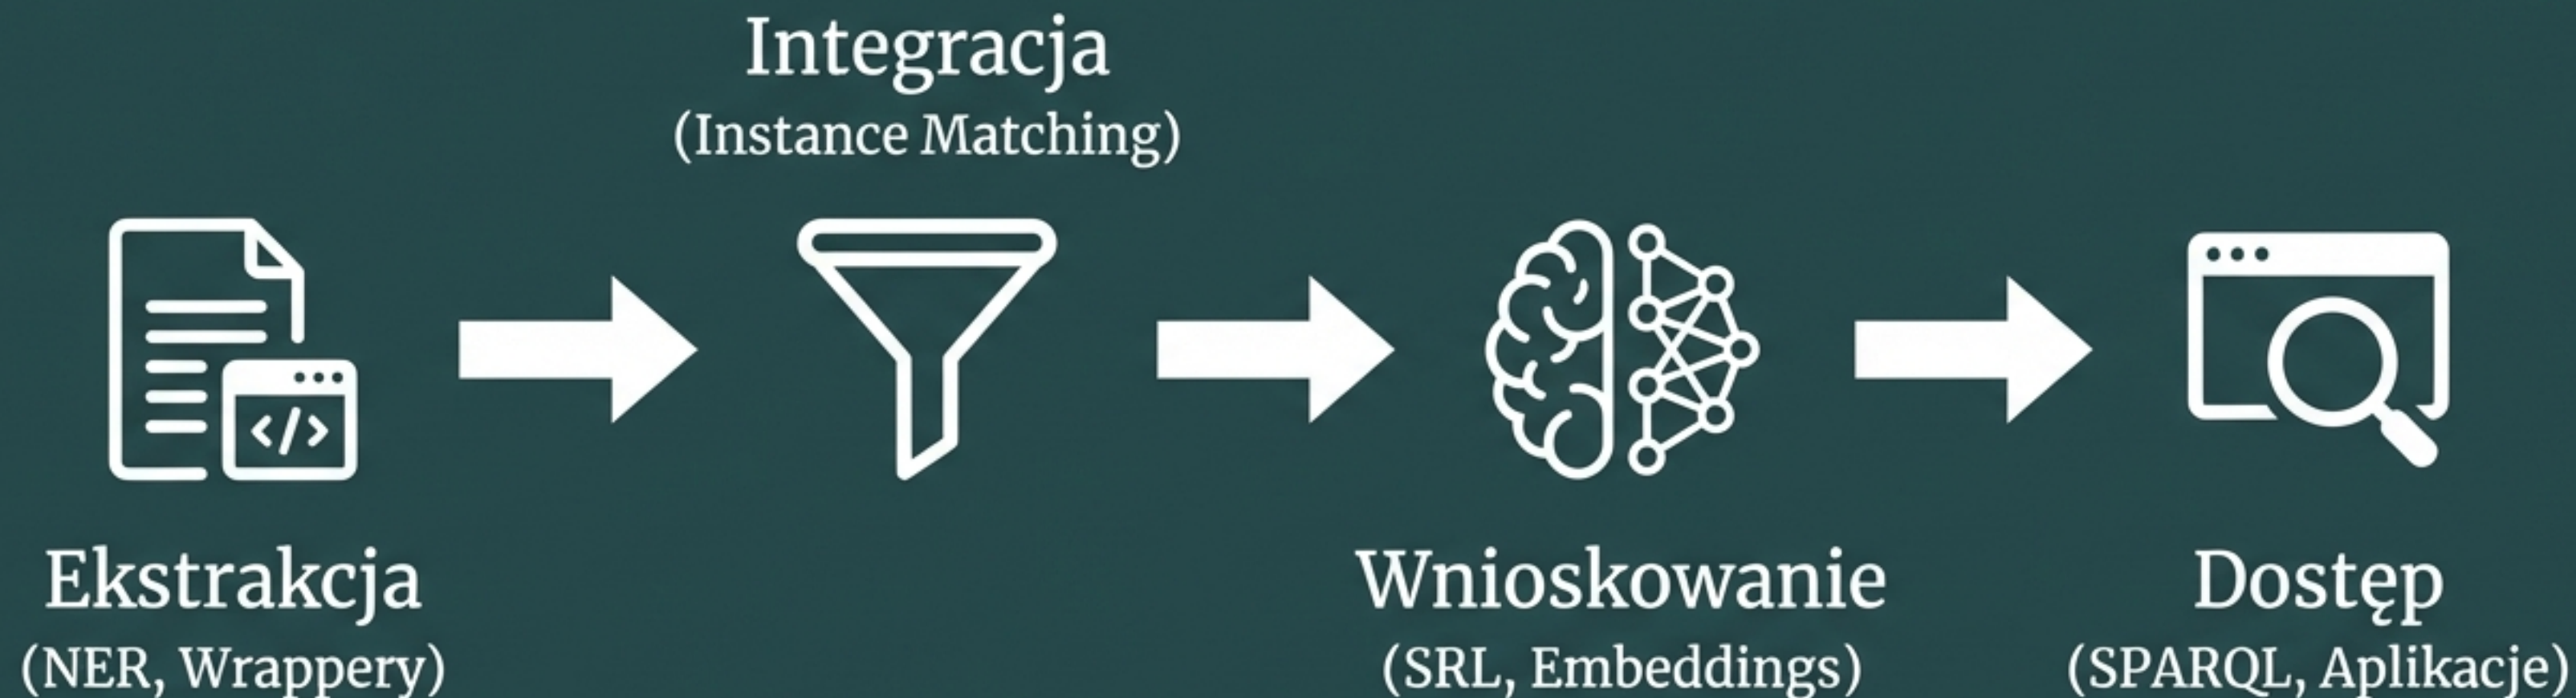 Integracja
(Instance Matching)
</>
Ekstrakcja
(NER, Wrappery)
Wnioskowanie
(SRL, Embeddings)
Dostęp
(SPARQL, Aplikacje)